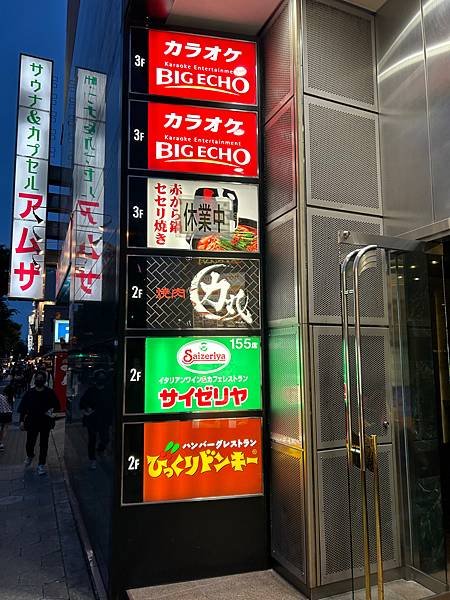 サウナ&カプセル
アムザ
3F
カラオケ
Karaoke Entertainment
BIG ECHO
3F
カラオケ
Karaoke Entertainment
BIG ECHO
3F
赤から鍋
セセリ焼き
休業中
2F
焼肉
力丸
2F
Saizeriya
155店
イタリアンワイン&カフェレストラン
サイゼリヤ
2F
ハンバーグレストラン
びっくりドンキー